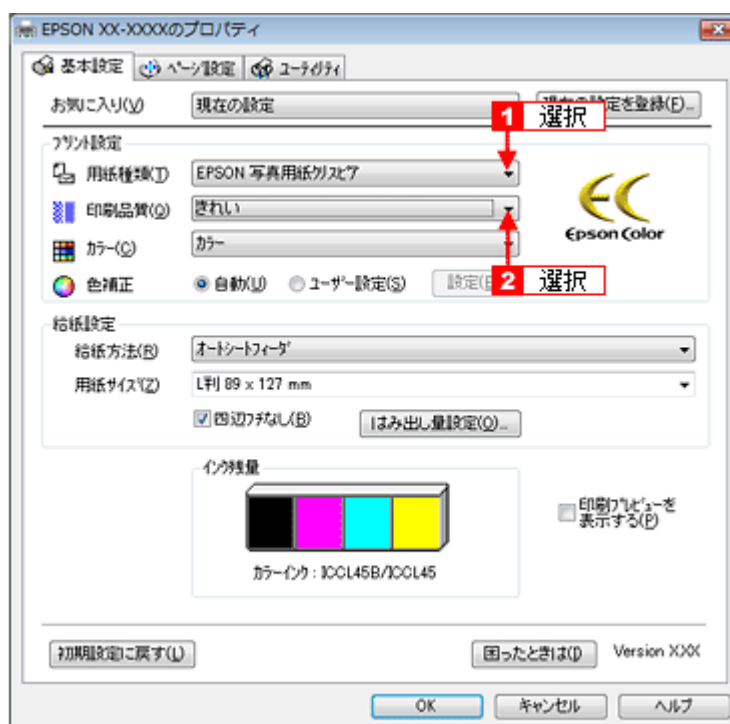 EPSON XX-XXXXのプロパティ
基本設定 ページ設定 ユーティリティ
お気に入り(V) 現在の設定 現在の設定を登録(F)...
1 選択
プリント設定
用紙種類(T) EPSON 写真用紙クリスピア
印刷品質(Q) きれい
EC
Epson Color
カラー(C) カラー
色補正 自動(U) ユーザー設定(S) 設定(E)
2 選択
給紙設定
給紙方法(R) オートシートフィーダ
用紙サイズ(Z) L判 89 x 127 mm
四辺フチなし(B) はみ出し量設定(O)...
インク残量
印刷プレビューを
表示する(P)
カラーインク : ICCL45B/ICCL45
初期設定に戻す(L) 困ったときは(I) Version X.XX
OK キャンセル ヘルプ